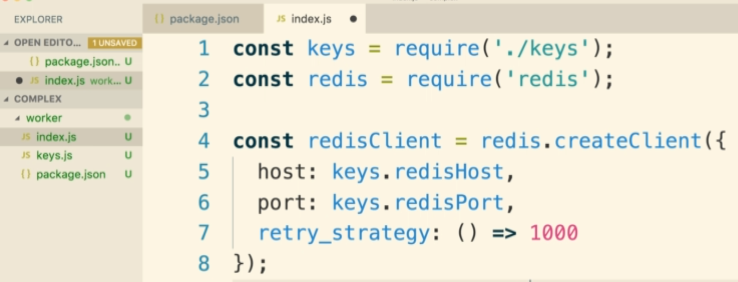 EXPLORER
{} package.json
JS index.js ●
OPEN EDITO... 1 UNSAVED
{} package.json.. U
● JS index.js work... U
COMPLEX
worker
JS index.js U
JS keys.js U
{} package.json U
1 const keys = require('./keys');
2 const redis = require('redis');
3
4 const redisClient = redis.createClient({
5 host: keys.redisHost,
6 port: keys.redisPort,
7 retry_strategy: () => 1000
8 });